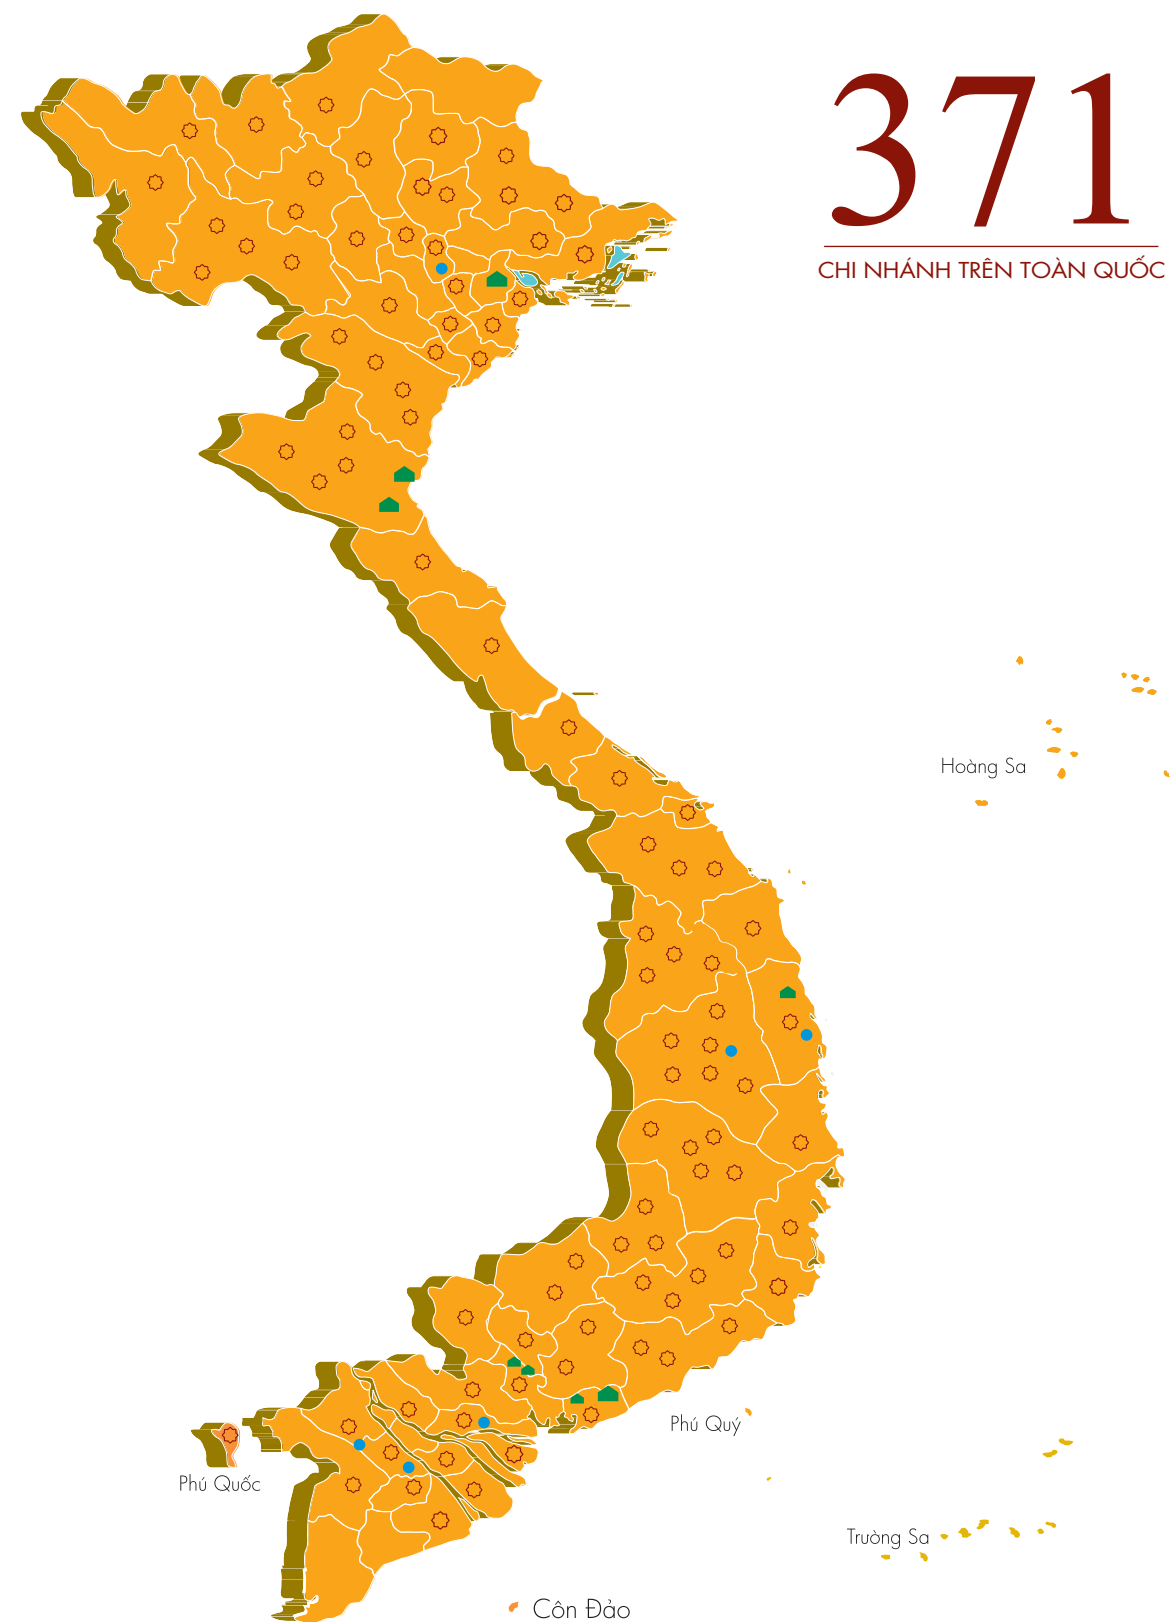 371
CHI NHÁNH TRÊN TOÀN QUỐC
Hoàng Sa
Phú Quý
Phú Quốc
Trường Sa
Côn Đảo